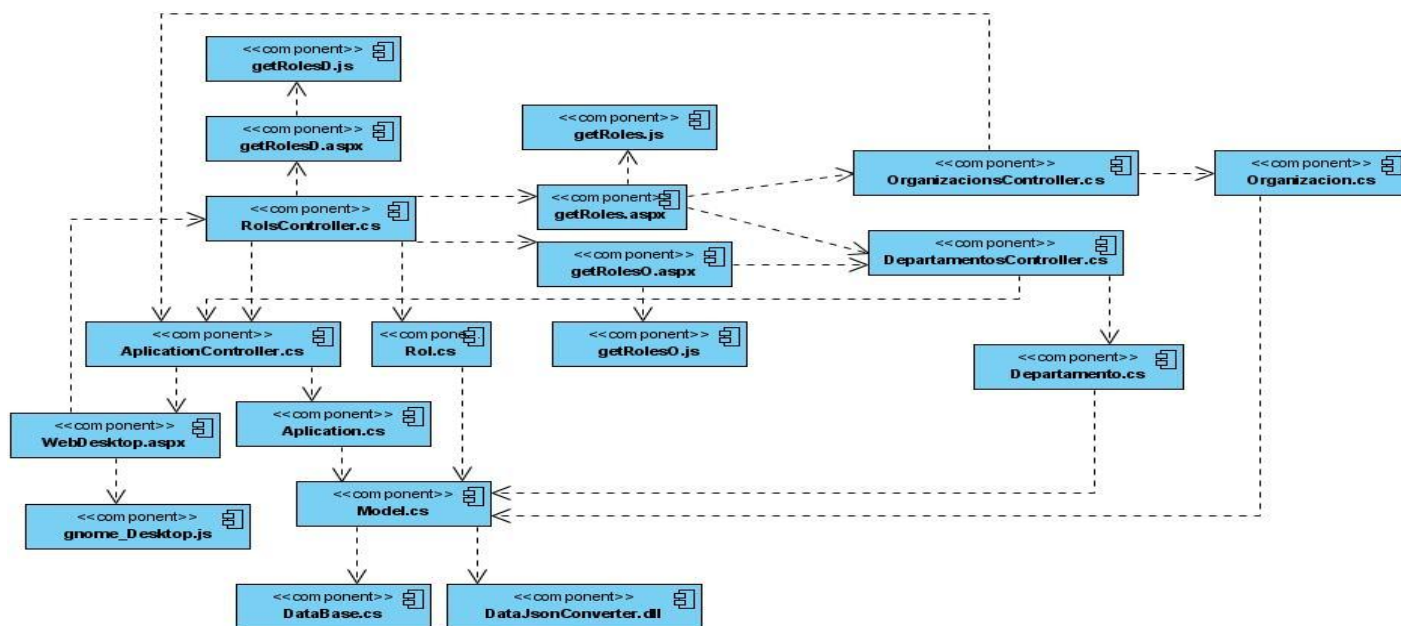 <<component>>
getRolesD.js
<<component>>
getRolesD.aspx
<<component>>
getRoles.js
<<component>>
OrganizacionsController.cs
<<component>>
Organizacion.cs
<<component>>
RolsController.cs
<<component>>
getRoles.aspx
<<component>>
DepartamentosController.cs
<<component>>
getRolesO.aspx
<<component>>
AplicationController.cs
<<compone...
Rol.cs
<<component>>
getRolesO.js
<<component>>
Departamento.cs
<<component>>
WebDesktop.aspx
<<component>>
Aplication.cs
<<component>>
Model.cs
<<component>>
gnome_Desktop.js
<<component>>
DataBase.cs
<<component>>
DataJsonConverter.dll